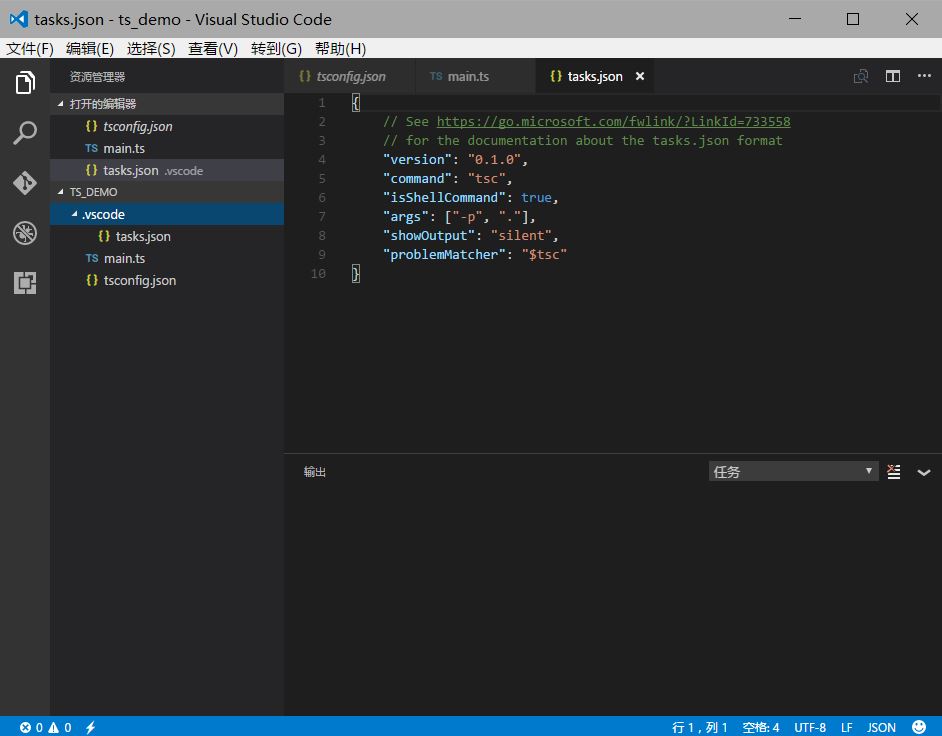 tasks.json - ts_demo - Visual Studio Code
文件(F) 编辑(E) 选择(S) 查看(V) 转到(G) 帮助(H)
资源管理器
打开的编辑器
{} tsconfig.json
TS main.ts
{} tasks.json .vscode
TS_DEMO
.vscode
{} tasks.json
TS main.ts
{} tsconfig.json
{} tsconfig.json TS main.ts {} tasks.json
1 {
2 // See https://go.microsoft.com/fwlink/?LinkId=733558
3 // for the documentation about the tasks.json format
4 "version": "0.1.0",
5 "command": "tsc",
6 "isShellCommand": true,
7 "args": ["-p", "."],
8 "showOutput": "silent",
9 "problemMatcher": "$tsc"
10 }
输出 任务
0 0 行 1，列 1 空格: 4 UTF-8 LF JSON